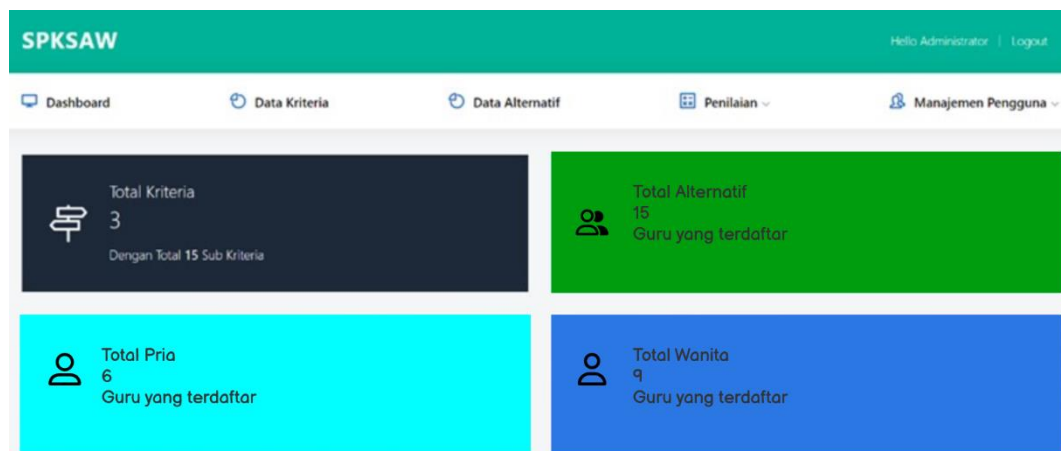 SPKSAW
Hello Administrator | Logout
Dashboard
Data Kriteria
Data Alternatif
Penilaian
Manajemen Pengguna
Total Kriteria
3
Dengan Total 15 Sub Kriteria
Total Alternatif
15
Guru yang terdaftar
Total Pria
6
Guru yang terdaftar
Total Wanita
9
Guru yang terdaftar